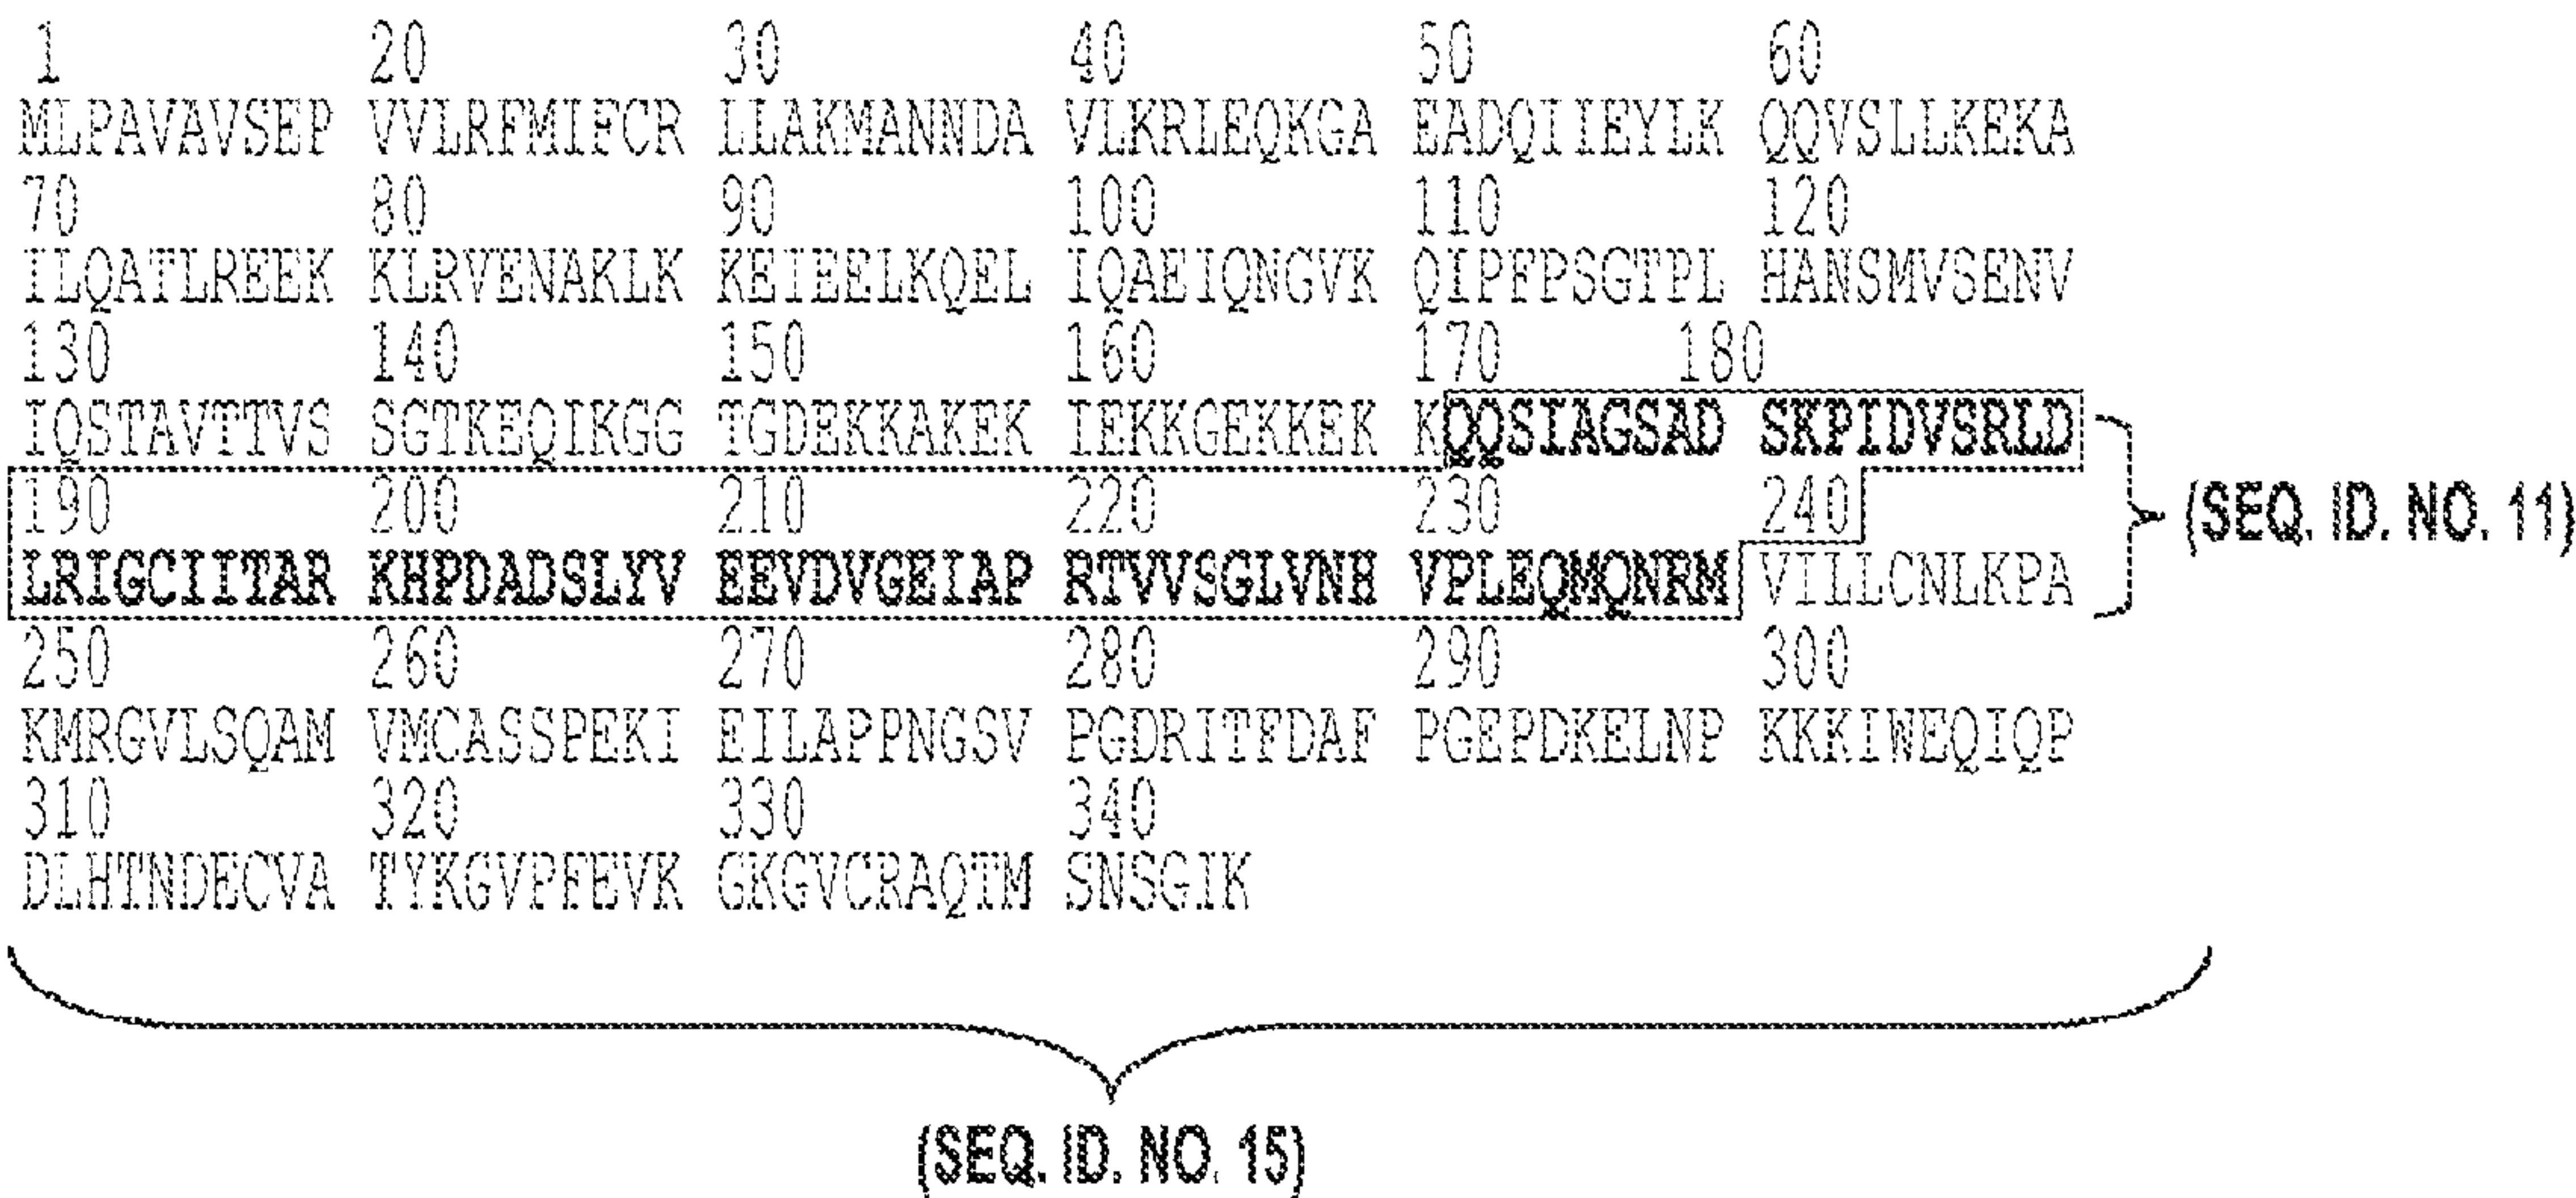 1 20 30 40 50 60
MLPAVAVSEP VVLRFMIFCR LLAKMANNDA VLKRLEQKGA EADQIIEYLK QQVSLLKEKA
70 80 90 100 110 120
ILQATLREEK KLRVENAKLK KEIEELKQEL IQAEIQNGVK QIPFPSGTPL HANSMVSENV
130 140 150 160 170 180
IQSTAVTTVS SGTKEQIKGG TGDEKKAKEK IEKKGEKKEK KQQSIAGSAD SKPIDVSRLD
190 200 210 220 230 240
LRIGCIITAR KHPDADSLYV EEVDVGEIAP RTVVSGLVNH VPLEQMQNRM VILLCNLKPA
(SEQ. ID. NO. 11)
250 260 270 280 290 300
KMRGVLSQAM VMCASSPEKI EILAPPNGSV PGDRITFDAF PGEPDKELNP KKKIWEQIQP
310 320 330 340
DLHTNDECVA TYKGVPFEVK GKGVCRAQTM SNSGIK
(SEQ. ID. NO. 15)